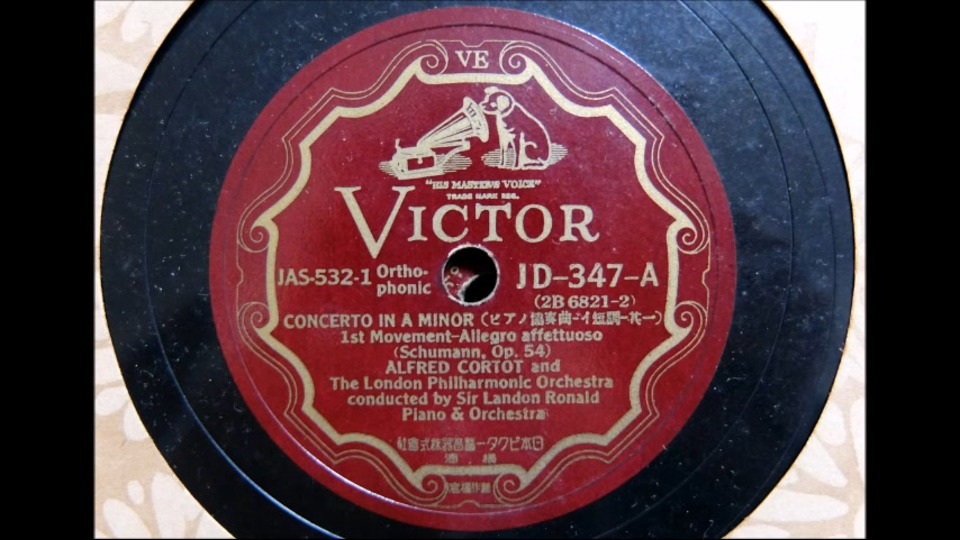 VE
"HIS MASTER'S VOICE"
TRADE MARK REG.
VICTOR
JAS-532-1 Ortho-phonic
JD-347-A
(2B 6821-2)
CONCERTO IN A MINOR (ピアノ協奏曲-イ短調-其一)
1st Movement-Allegro affettuoso
(Schumann, Op. 54)
ALFRED CORTOT and
The London Philharmonic Orchestra
conducted by Sir Landon Ronald
Piano & Orchestra
日本ビクター蓄音器株式會社
橫濱